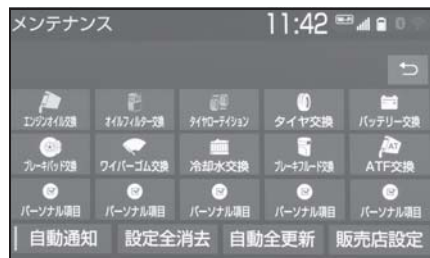 メンテナンス 11:42
エンジンオイル交換 オイルフィルター交換 タイヤローテイション タイヤ交換 バッテリー交換
ブレーキパッド交換 ワイパーゴム交換 冷却水交換 ブレーキフルード交換 ATF交換
パーソナル項目 パーソナル項目 パーソナル項目 パーソナル項目 パーソナル項目
自動通知 設定全消去 自動全更新 販売店設定